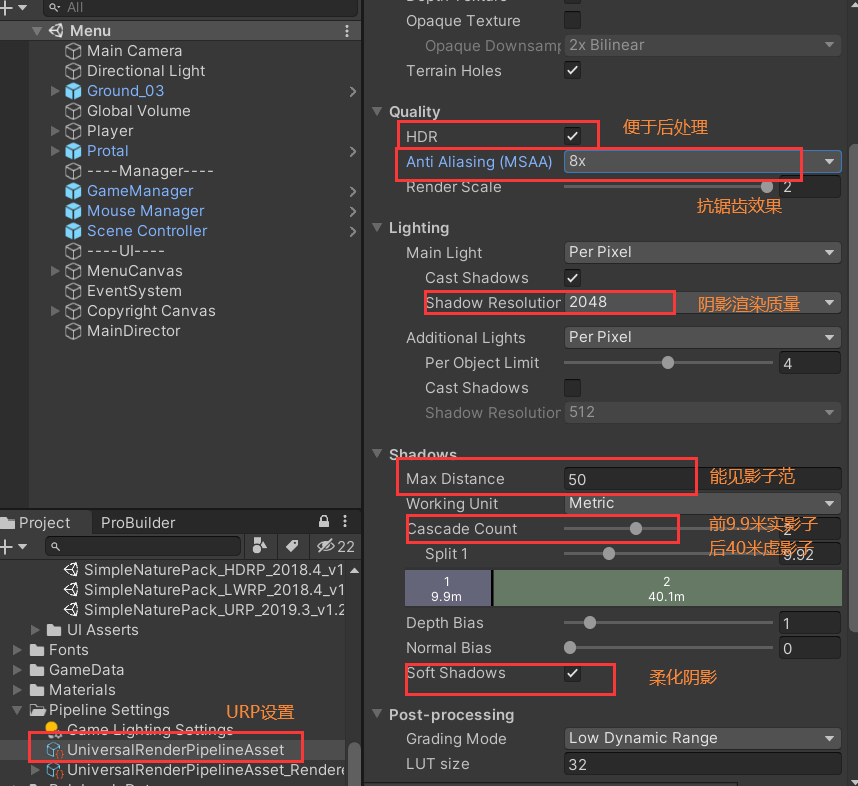 All
Menu
Main Camera
Directional Light
Ground_03
Global Volume
Player
Protal
----Manager----
GameManager
Mouse Manager
Scene Controller
----UI----
MenuCanvas
EventSystem
Copyright Canvas
MainDirector
Project
ProBuilder
22
SimpleNaturePack_HDRP_2018.4_v1
SimpleNaturePack_LWRP_2018.4_v1
SimpleNaturePack_URP_2019.3_v1.2
UI Asserts
Fonts
GameData
Materials
Pipeline Settings
URP设置
Game Lighting Settings
UniversalRenderPipelineAsset
UniversalRenderPipelineAsset_Rendere
Opaque Texture
Opaque Downsamp 2x Bilinear
Terrain Holes
Quality
HDR 便于后处理
Anti Aliasing (MSAA) 8x
Render Scale 2
抗锯齿效果
Lighting
Main Light Per Pixel
Cast Shadows
Shadow Resolution 2048 阴影渲染质量
Additional Lights Per Pixel
Per Object Limit 4
Cast Shadows
Shadow Resolution 512
Shadows
Max Distance 50 能见影子范
Working Unit Metric
Cascade Count 2 前9.9米实影子
后40米虚影子
Split 1 9.92
1 2
9.9m 40.1m
Depth Bias 1
Normal Bias 0
Soft Shadows 柔化阴影
Post-processing
Grading Mode Low Dynamic Range
LUT size 32